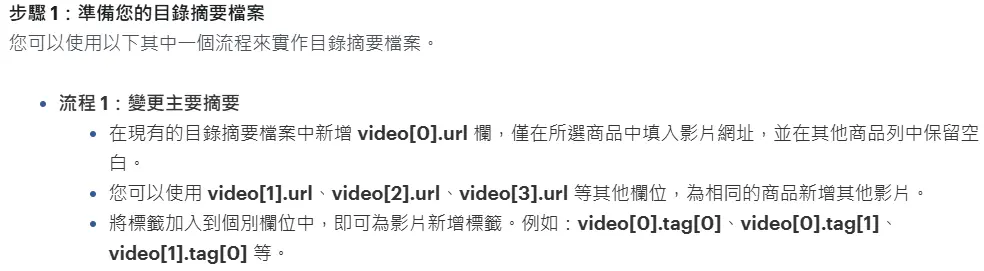 步驟 1：準備您的目錄摘要檔案
您可以使用以下其中一個流程來實作目錄摘要檔案。
流程 1：變更主要摘要
在現有的目錄摘要檔案中新增 video[0].url 欄，僅在所選商品中填入影片網址，並在其他商品列中保留空
白。
您可以使用 video[1].url、video[2].url、video[3].url 等其他欄位，為相同的商品新增其他影片。
將標籤加入到個別欄位中，即可為影片新增標籤。例如：video[0].tag[0]、video[0].tag[1]、
video[1].tag[0] 等。